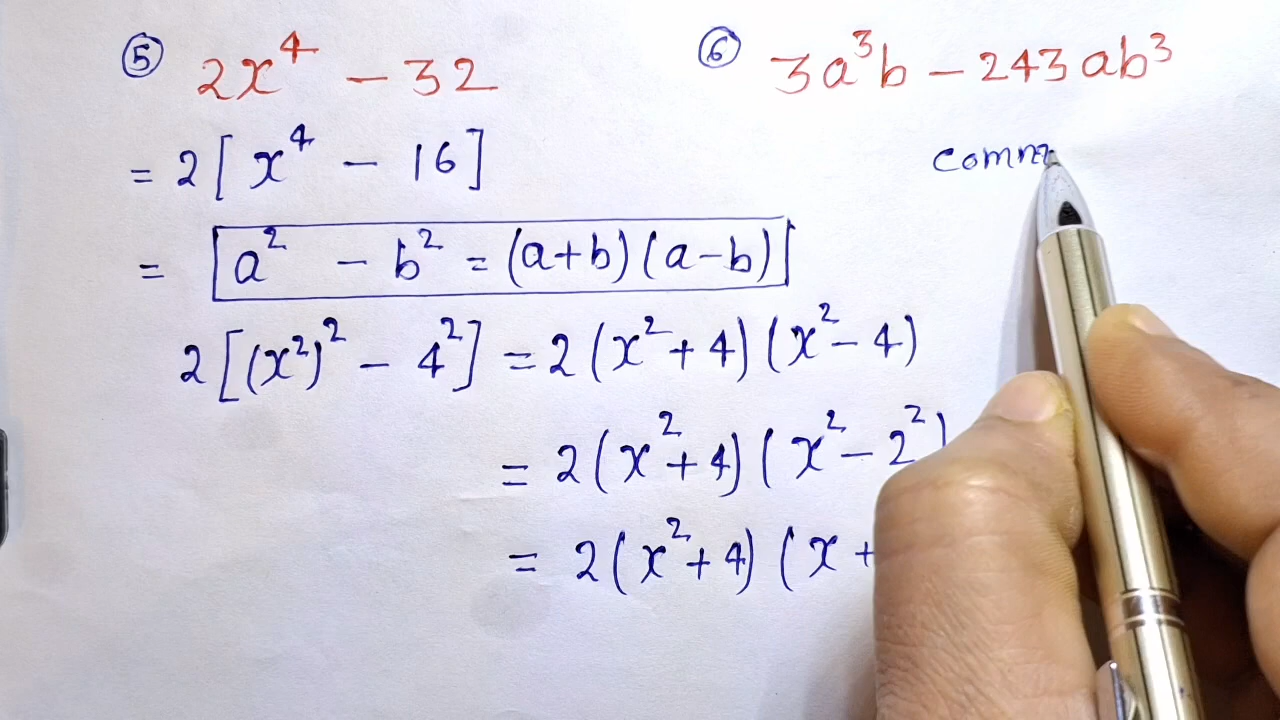 ⑤ 2x⁴ - 32
= 2[x⁴ - 16]
= a² - b² = (a+b)(a-b)
2[(x²)² - 4²] = 2(x²+4)(x²-4)
= 2(x²+4)(x²-2²)
= 2(x²+4)(x+
⑥ 3a³b - 243ab³
comm